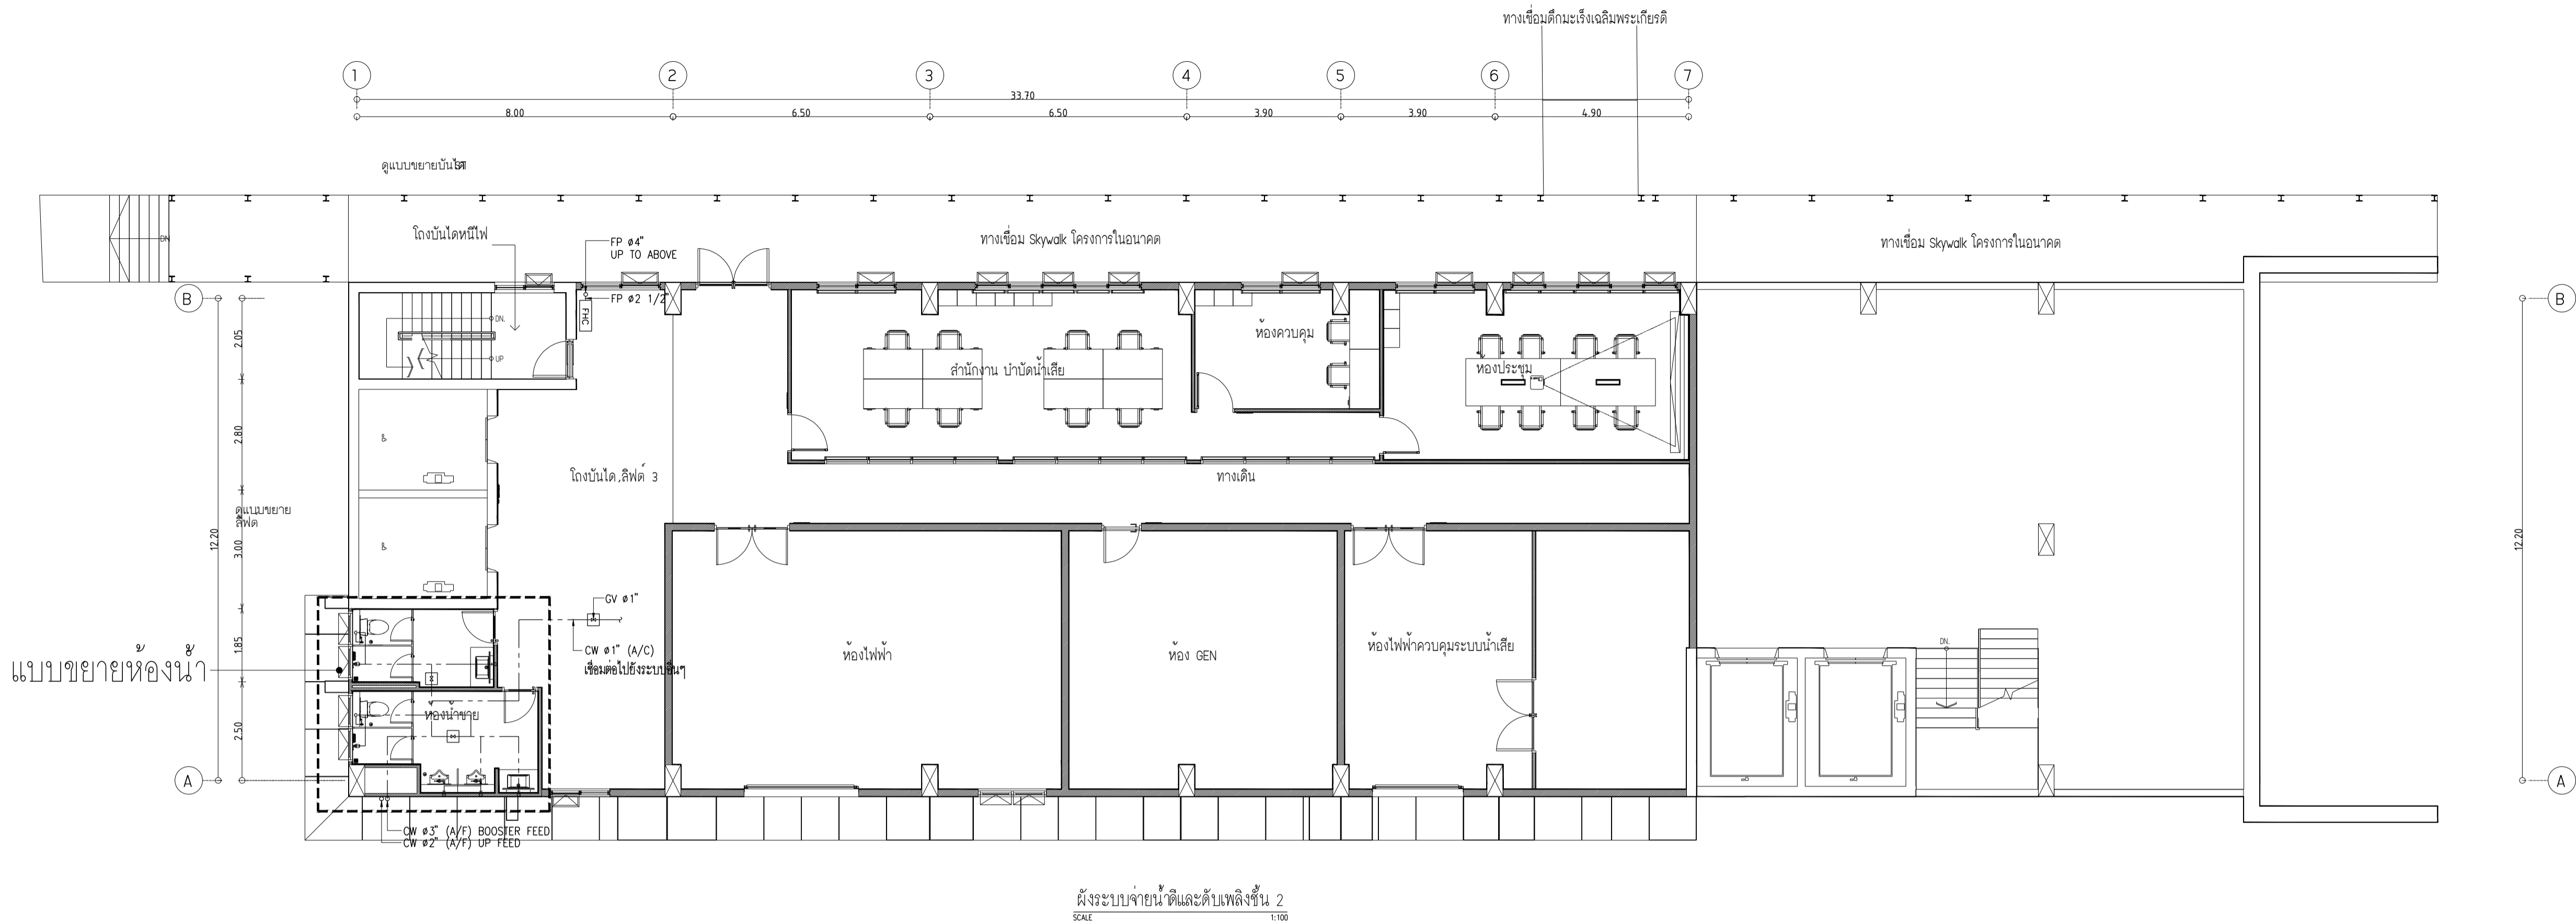 ทางเชื่อมตึกมะเร็งเฉลิมพระเกียรติ
1 2 3 4 5 6 7
33.70
8.00 6.50 6.50 3.90 3.90 4.90
ดูแบบขยายบันได
DN
โถงบันไดหนีไฟ
FP ø4"
UP TO ABOVE
ทางเชื่อม Skywalk โครงการในอนาคต
ทางเชื่อม Skywalk โครงการในอนาคต
B
B
FP ø2 1/2"
FHC
DN.
UP
2.05
ห้องควบคุม
สำนักงาน บำบัดน้ำเสีย
ห้องประชุม
2.80
โถงบันได,ลิฟต์ 3
ทางเดิน
ดูแบบขยาย
ลิฟต์
12.20
3.00
12.20
GV ø1"
CW ø1" (A/C)
เชื่อมต่อไปยังระบบอื่นๆ
1.85
แบบขยายห้องน้ำ
ห้องไฟฟ้า
ห้อง GEN
ห้องไฟฟ้าควบคุมระบบน้ำเสีย
DN.
ห้องน้ำชาย
2.50
A
A
CW ø3" (A/F) BOOSTER FEED
CW ø2" (A/F) UP FEED
ผังระบบจ่ายน้ำดีและดับเพลิงชั้น 2
SCALE 1:100